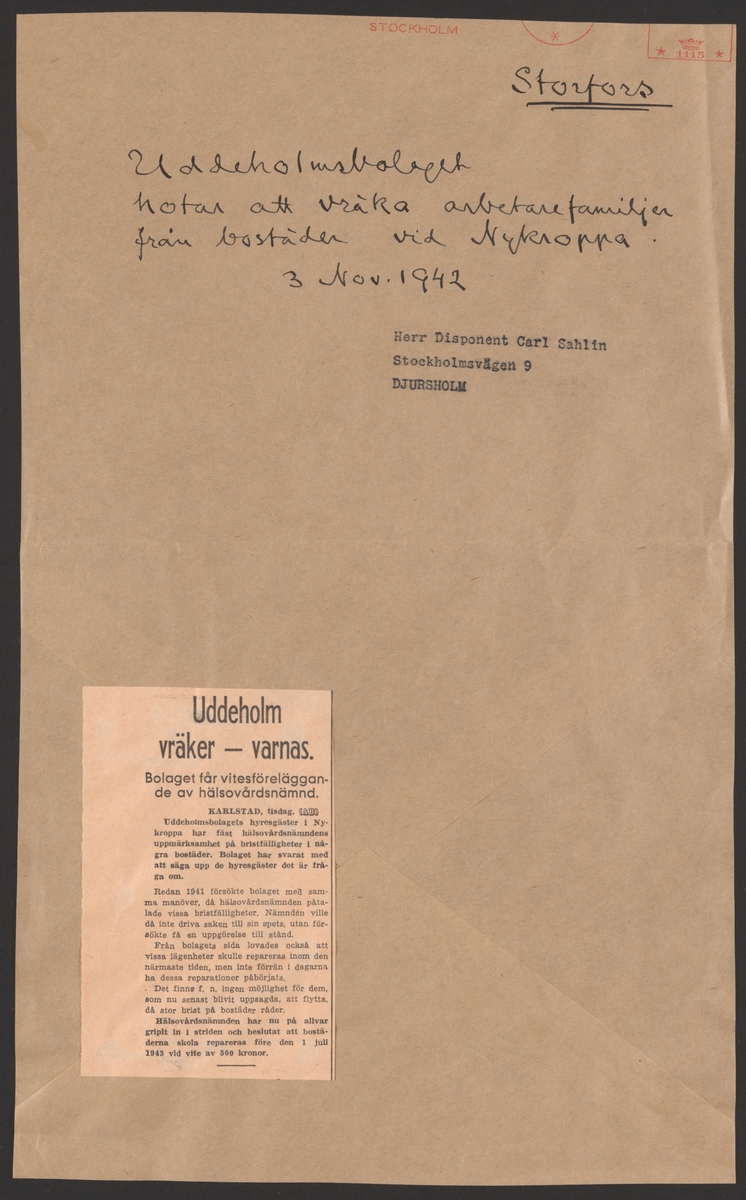 STOCKHOLM
1115
Storfors
Uddeholmsbolaget
hotar att vräka arbetarefamiljer
från bostäder vid Nykroppa.
3 Nov. 1942
Herr Disponent Carl Sahlin
Stockholmsvägen 9
DJURSHOLM
Uddeholm
vräker — varnas.
Bolaget får vitesföreläggan-
de av hälsovårdsnämnd.
KARLSTAD, tisdag. (AB)
Uddeholmsbolagets hyresgäster i Ny-
kroppa har fäst hälsovårdsnämndens
uppmärksamhet på bristfälligheter i nå-
gra bostäder. Bolaget har svarat med
att säga upp de hyresgäster det är frå-
ga om.
Redan 1941 försökte bolaget med sam-
ma manöver, då hälsovårdsnämnden påta-
lade vissa bristfälligheter. Nämnden ville
då inte driva saken till sin spets, utan för-
sökte få en uppgörelse till stånd.
Från bolagets sida lovades också att
vissa lägenheter skulle repareras inom den
närmaste tiden, men inte förrän i dagarna
ha dessa reparationer påbörjats.
Det finns f. n. ingen möjlighet för dem,
som nu senast blivit uppsagda, att flytta,
då stor brist på bostäder råder.
Hälsovårdsnämnden har nu på allvar
gripit in i striden och beslutat att bostä-
derna skola repareras före den 1 juli
1943 vid vite av 500 kronor.